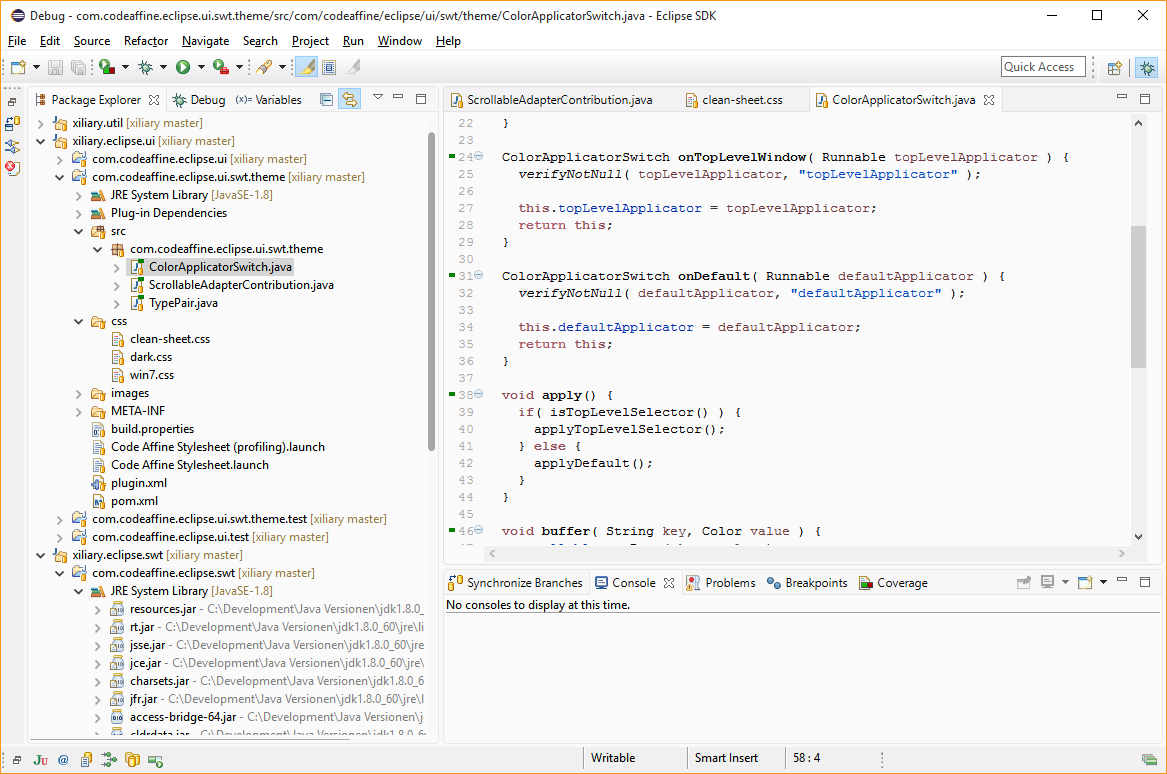 Debug - com.codeaffine.eclipse.ui.swt.theme/src/com/codeaffine/eclipse/ui/swt/theme/ColorApplicatorSwitch.java - Eclipse SDK
File Edit Source Refactor Navigate Search Project Run Window Help
Quick Access
Package Explorer Debug (x)= Variables
xiliary.util [xiliary master]
xiliary.eclipse.ui [xiliary master]
com.codeaffine.eclipse.ui [xiliary master]
com.codeaffine.eclipse.ui.swt.theme [xiliary master]
JRE System Library [JavaSE-1.8]
Plug-in Dependencies
src
com.codeaffine.eclipse.ui.swt.theme
ColorApplicatorSwitch.java
ScrollableAdapterContribution.java
TypePair.java
css
clean-sheet.css
dark.css
win7.css
images
META-INF
build.properties
Code Affine Stylesheet (profiling).launch
Code Affine Stylesheet.launch
plugin.xml
pom.xml
com.codeaffine.eclipse.ui.swt.theme.test [xiliary master]
com.codeaffine.eclipse.ui.test [xiliary master]
xiliary.eclipse.swt [xiliary master]
com.codeaffine.eclipse.swt [xiliary master]
JRE System Library [JavaSE-1.8]
resources.jar - C:\Development\Java Versionen\jdk1.8.0_
rt.jar - C:\Development\Java Versionen\jdk1.8.0_60\jre\li
jsse.jar - C:\Development\Java Versionen\jdk1.8.0_60\jre
jce.jar - C:\Development\Java Versionen\jdk1.8.0_60\jre\
charsets.jar - C:\Development\Java Versionen\jdk1.8.0_6
jfr.jar - C:\Development\Java Versionen\jdk1.8.0_60\jre\l
access-bridge-64.jar - C:\Development\Java Versionen\j
ScrollableAdapterContribution.java clean-sheet.css ColorApplicatorSwitch.java
22 }
23
24 ColorApplicatorSwitch onTopLevelWindow( Runnable topLevelApplicator ) {
25 verifyNotNull( topLevelApplicator, "topLevelApplicator" );
26
27 this.topLevelApplicator = topLevelApplicator;
28 return this;
29 }
30
31 ColorApplicatorSwitch onDefault( Runnable defaultApplicator ) {
32 verifyNotNull( defaultApplicator, "defaultApplicator" );
33
34 this.defaultApplicator = defaultApplicator;
35 return this;
36 }
37
38 void apply() {
39 if( isTopLevelSelector() ) {
40 applyTopLevelSelector();
41 } else {
42 applyDefault();
43 }
44 }
45
46 void buffer( String key, Color value ) {
Synchronize Branches Console Problems Breakpoints Coverage
No consoles to display at this time.
Writable Smart Insert 58 : 4